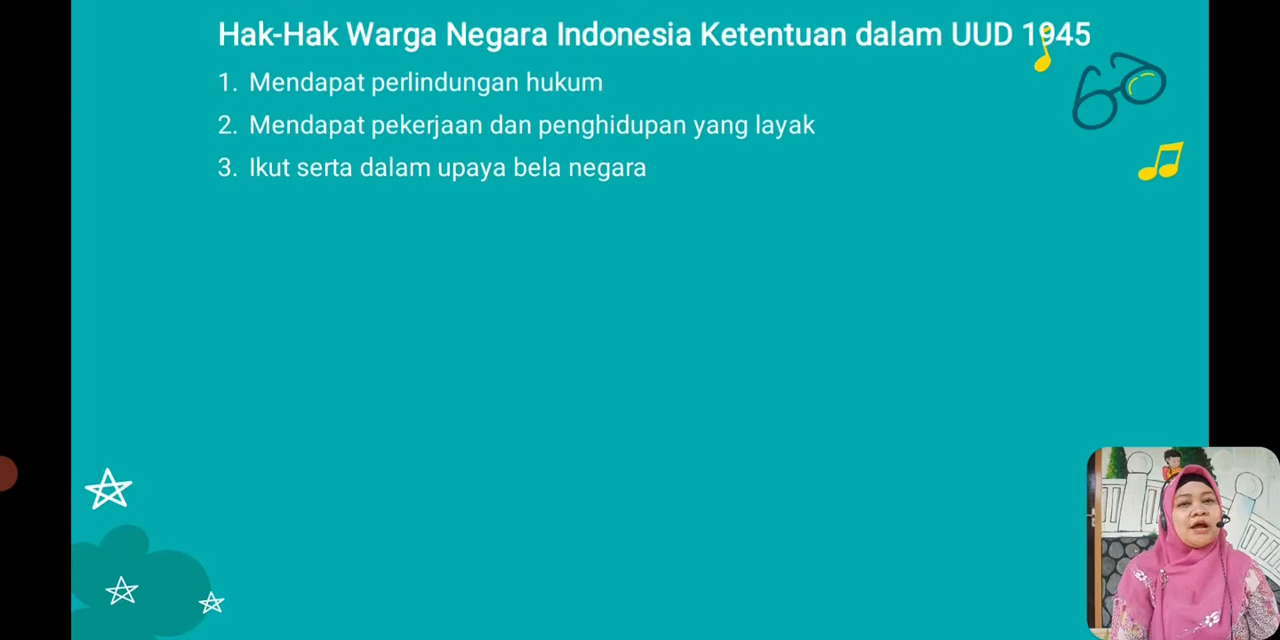 Hak-Hak Warga Negara Indonesia Ketentuan dalam UUD 1945
1. Mendapat perlindungan hukum
2. Mendapat pekerjaan dan penghidupan yang layak
3. Ikut serta dalam upaya bela negara